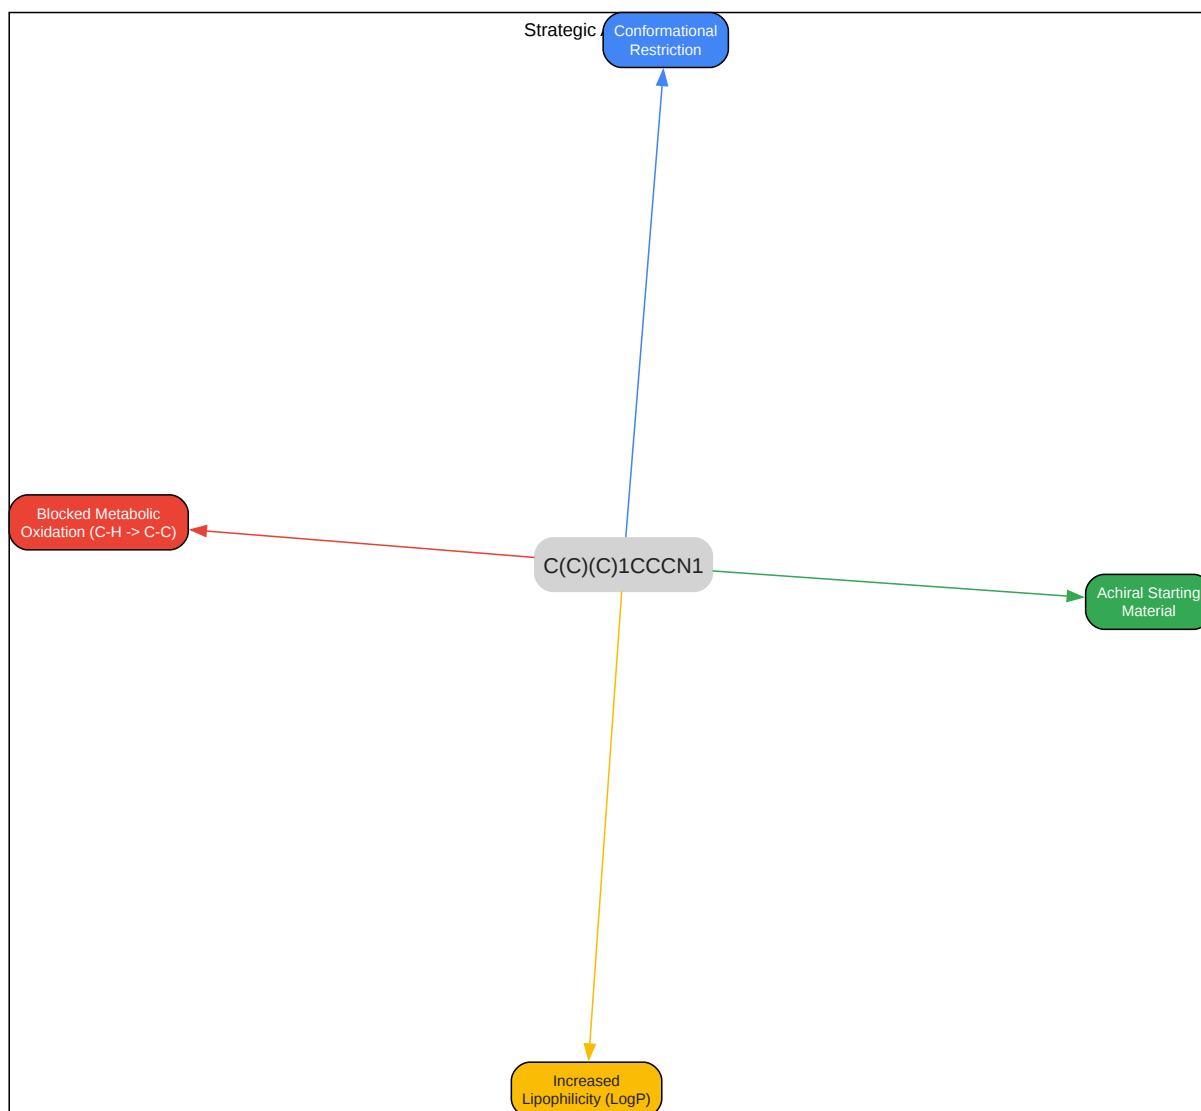 Strategic
Conformational
Restriction
Blocked Metabolic
Oxidation (C-H -> C-C)
C(C)(C)1CCCN1
Achiral Starting
Material
Increased
Lipophilicity (LogP)